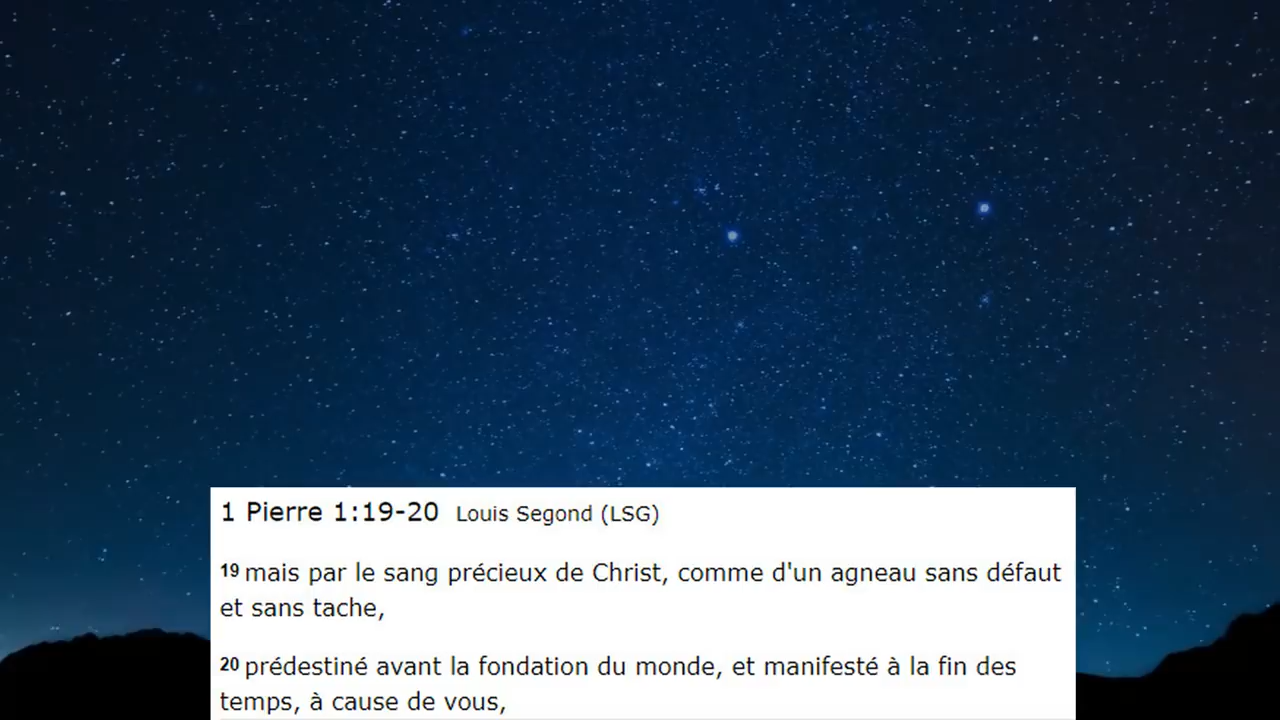 1 Pierre 1:19-20 Louis Segond (LSG)
19 mais par le sang précieux de Christ, comme d'un agneau sans défaut
et sans tache,
20 prédestiné avant la fondation du monde, et manifesté à la fin des
temps, à cause de vous,